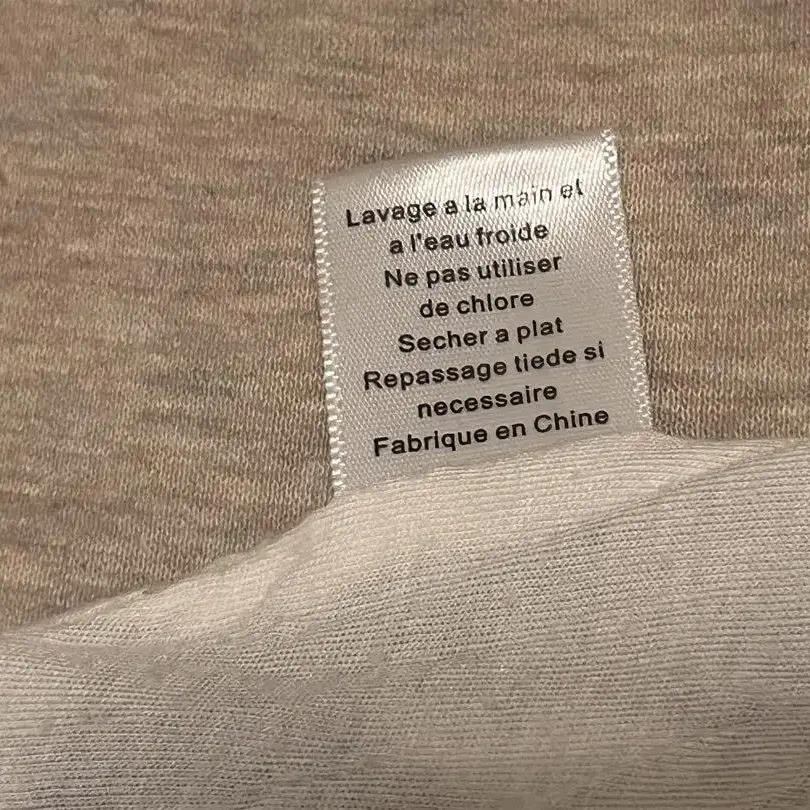 Lavage a la main et
a l'eau froide
Ne pas utiliser
de chlore
Secher a plat
Repassage tiede si
necessaire
Fabrique en Chine